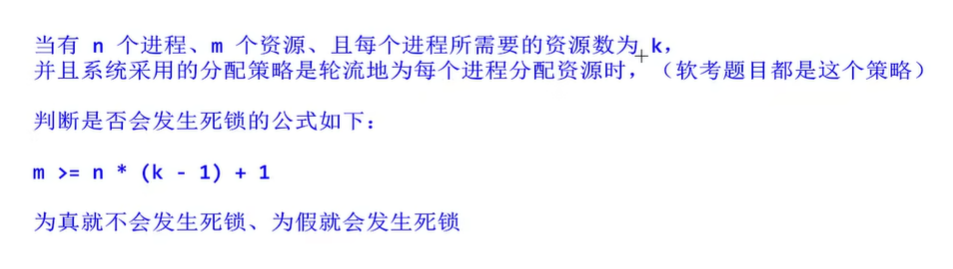 当有 n 个进程、m 个资源、且每个进程所需要的资源数为 k，
并且系统采用的分配策略是轮流地为每个进程分配资源时，（软考题目都是这个策略）
判断是否会发生死锁的公式如下：
m >= n * (k - 1) + 1
为真就不会发生死锁、为假就会发生死锁